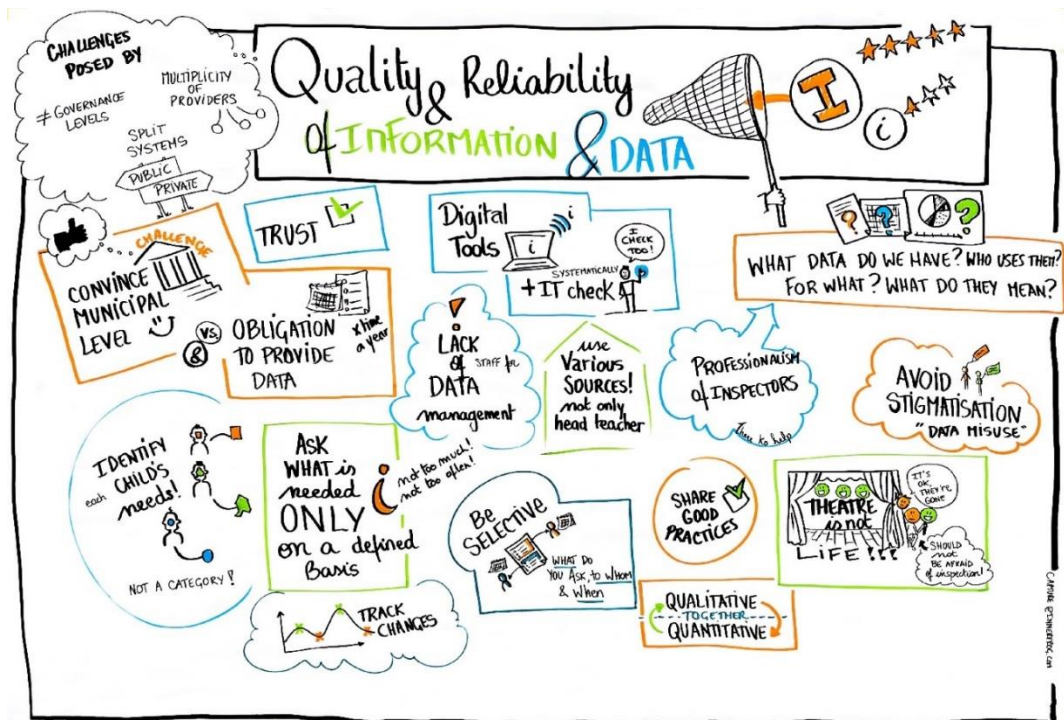 CHALLENGES
POSED BY
≠ GOVERNANCE
LEVELS
MULTIPLICITY
OF
PROVIDERS
SPLIT
SYSTEMS
PUBLIC
PRIVATE
Quality
& Reliability
of INFORMATION & DATA
I
i
CHALLENGE
CONVINCE
MUNICIPAL
LEVEL
VS.
&
TRUST
OBLIGATION
TO PROVIDE
DATA
x time
a year
Digital
Tools
i
i
SYSTEMATICALLY
+ IT check
I
CHECK
TOO!
WHAT DATA DO WE HAVE? WHO USES THEM?
FOR WHAT? WHAT DO THEY MEAN?
LACK
of STAFF for
DATA
management
use
Various
SOURCES!
not only
head teacher
PROFESSIONALISM
of INSPECTORS
There to help
AVOID
STIGMATISATION
"DATA MISUSE"
IDENTIFY
each CHILD'S
needs!
NOT A CATEGORY!
ASK
WHAT is
needed
ONLY
on a defined
Basis
not too much!
not too often!
Be
SELECTIVE
WHAT DO
YOU ASK, to WHOM
& When
SHARE
GOOD
PRACTICES
THEATRE
is not
LIFE!!!
IT'S
OK,
THEY'RE
GONE
SHOULD
not
BE AFRAID
of inspection!
TRACK
CHANGES
QUALITATIVE
TOGETHER
QUANTITATIVE